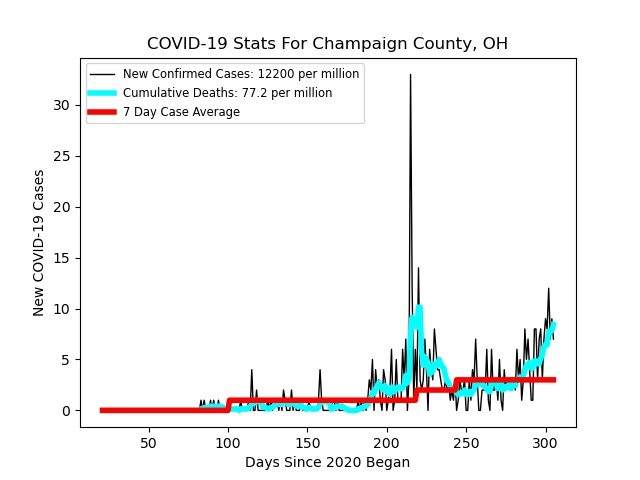 COVID-19 Stats For Champaign County, OH
New Confirmed Cases: 12200 per million
Cumulative Deaths: 77.2 per million
7 Day Case Average
New COVID-19 Cases
30
25
20
15
10
5
0
50 100 150 200 250 300
Days Since 2020 Began